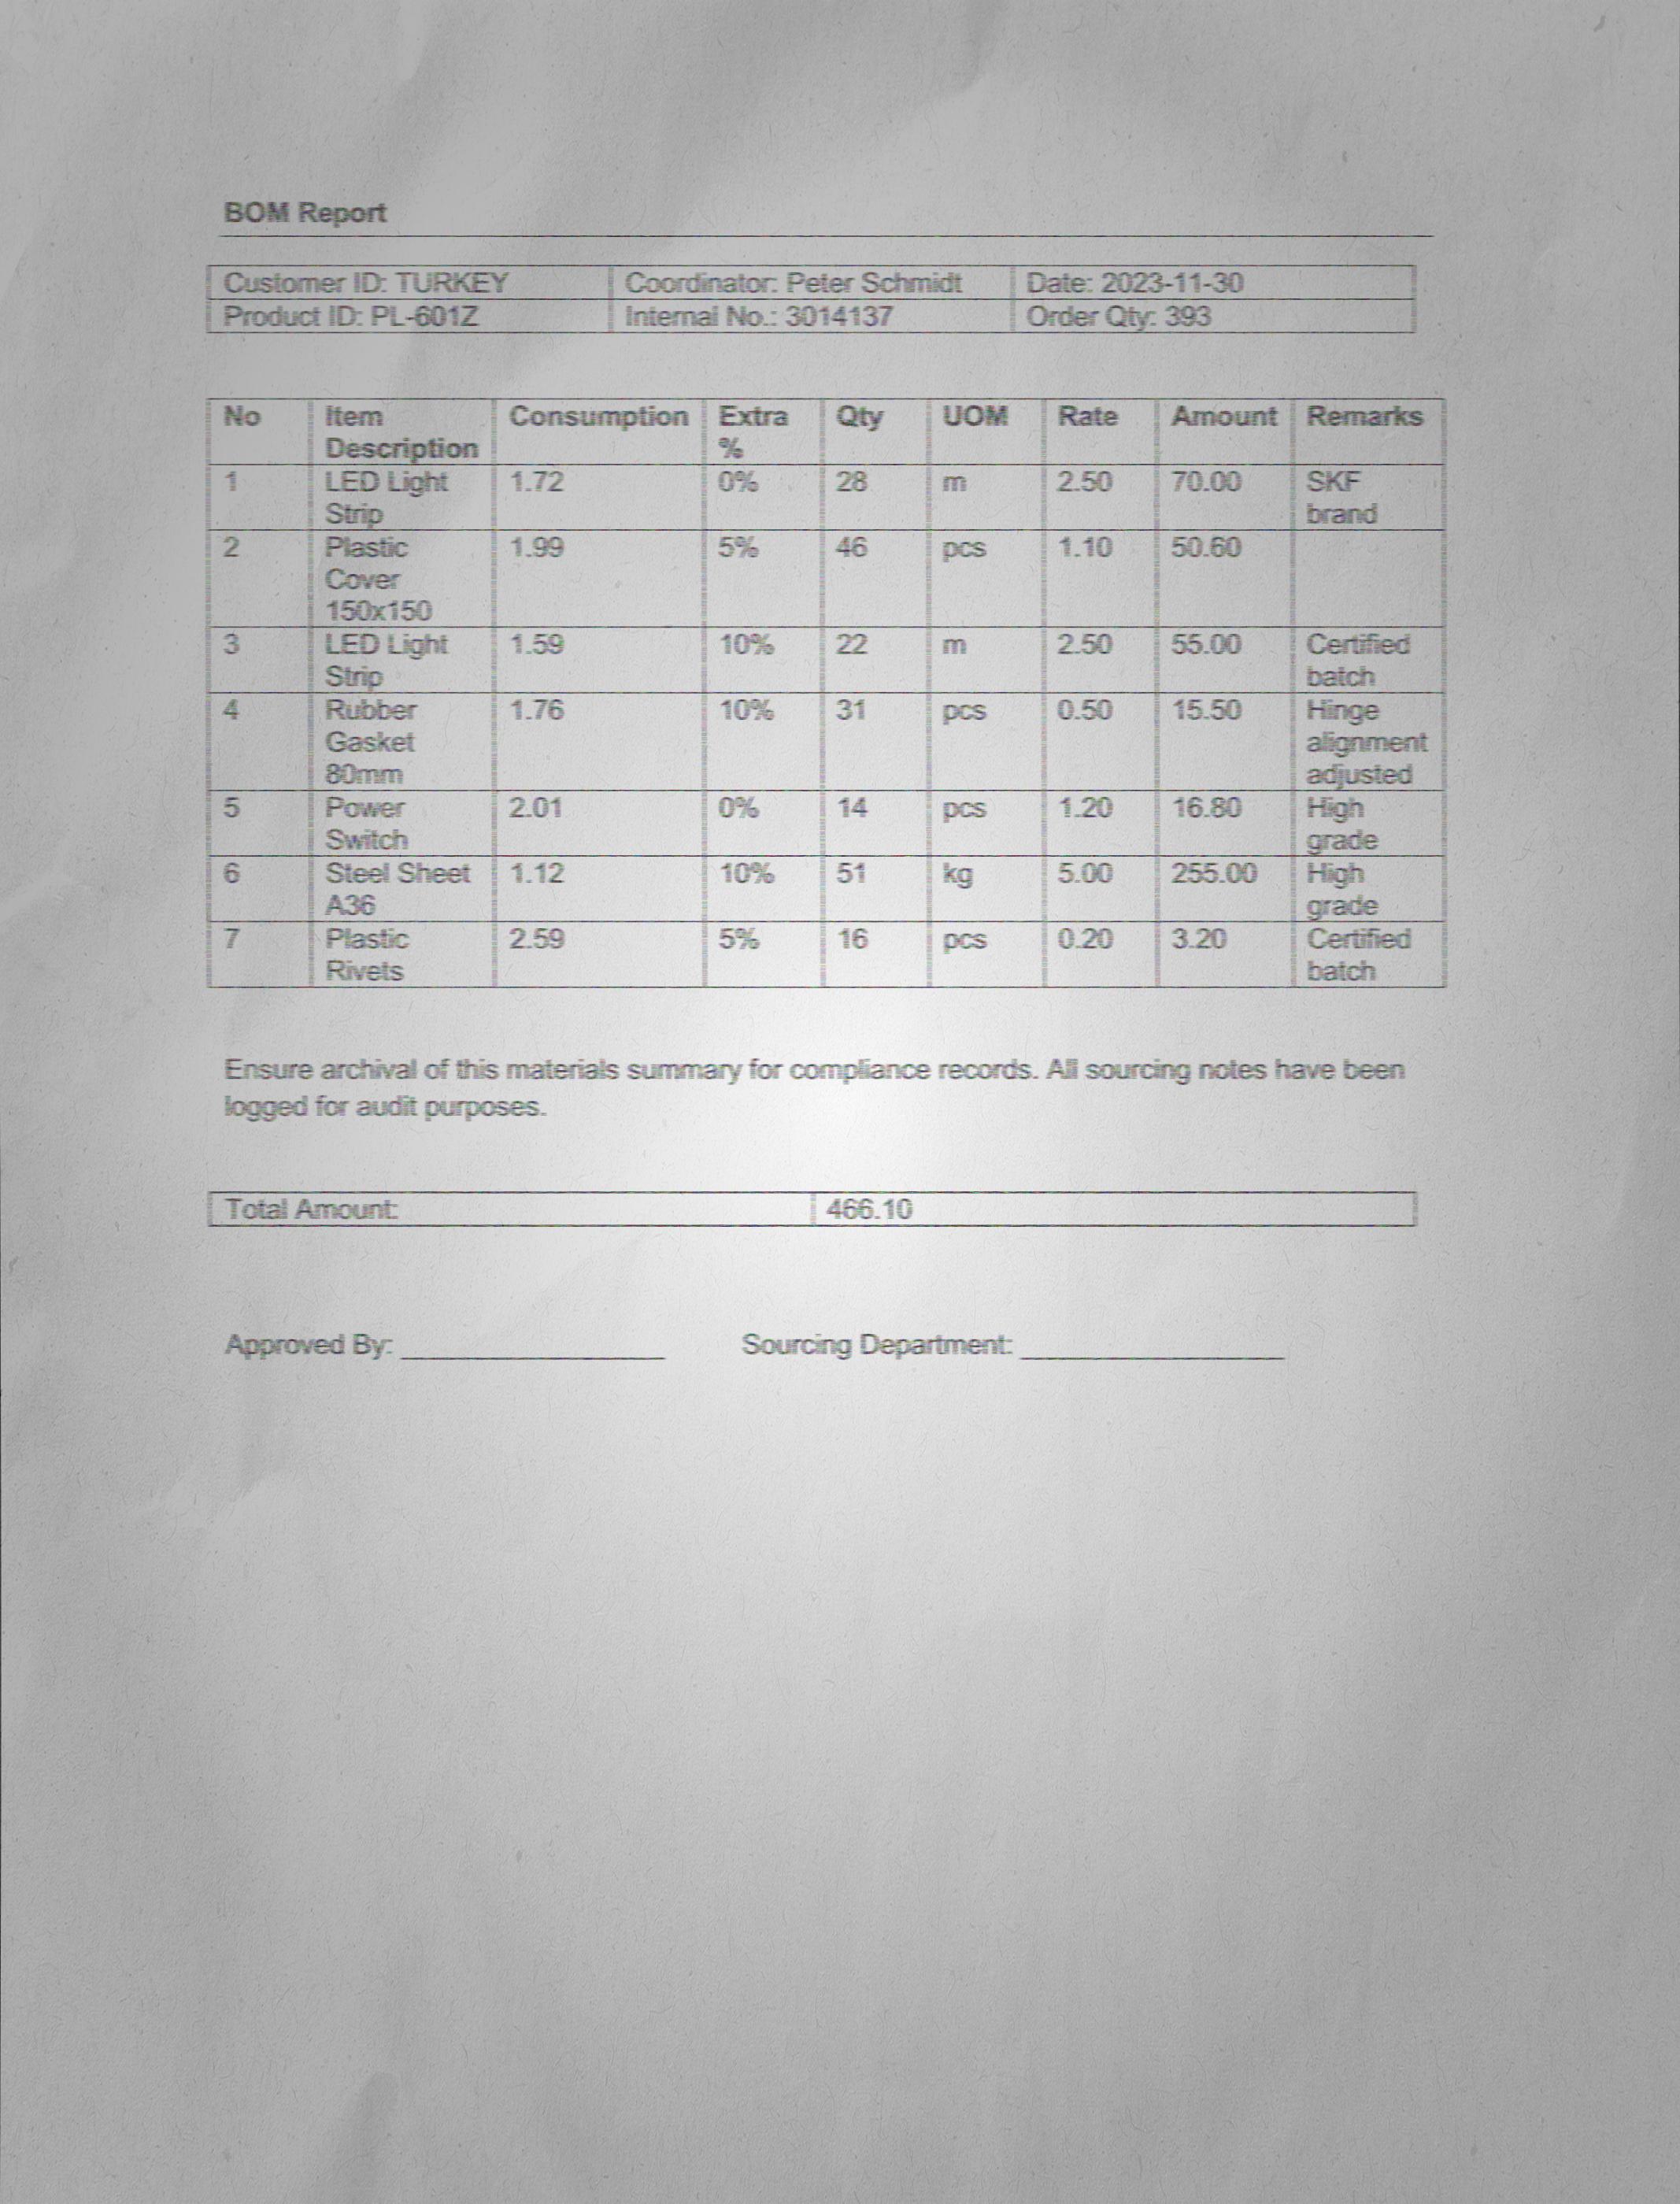 BOM Report
Customer ID: TURKEY Coordinator: Peter Schmidt Date: 2023-11-30
Product ID: PL-601Z Internal No.: 3014137 Order Qty: 393
No Item Description Consumption Extra % Qty UOM Rate Amount Remarks
1 LED Light Strip 1.72 0% 28 m 2.50 70.00 SKF brand
2 Plastic Cover 150x150 1.99 5% 46 pcs 1.10 50.60
3 LED Light Strip 1.59 10% 22 m 2.50 55.00 Certified batch
4 Rubber Gasket 80mm 1.76 10% 31 pcs 0.50 15.50 Hinge alignment adjusted
5 Power Switch 2.01 0% 14 pcs 1.20 16.80 High grade
6 Steel Sheet A36 1.12 10% 51 kg 5.00 255.00 High grade
7 Plastic Rivets 2.59 5% 16 pcs 0.20 3.20 Certified batch
Ensure archival of this materials summary for compliance records. All sourcing notes have been
logged for audit purposes.
Total Amount: 466.10
Approved By: ____________________ Sourcing Department: ____________________